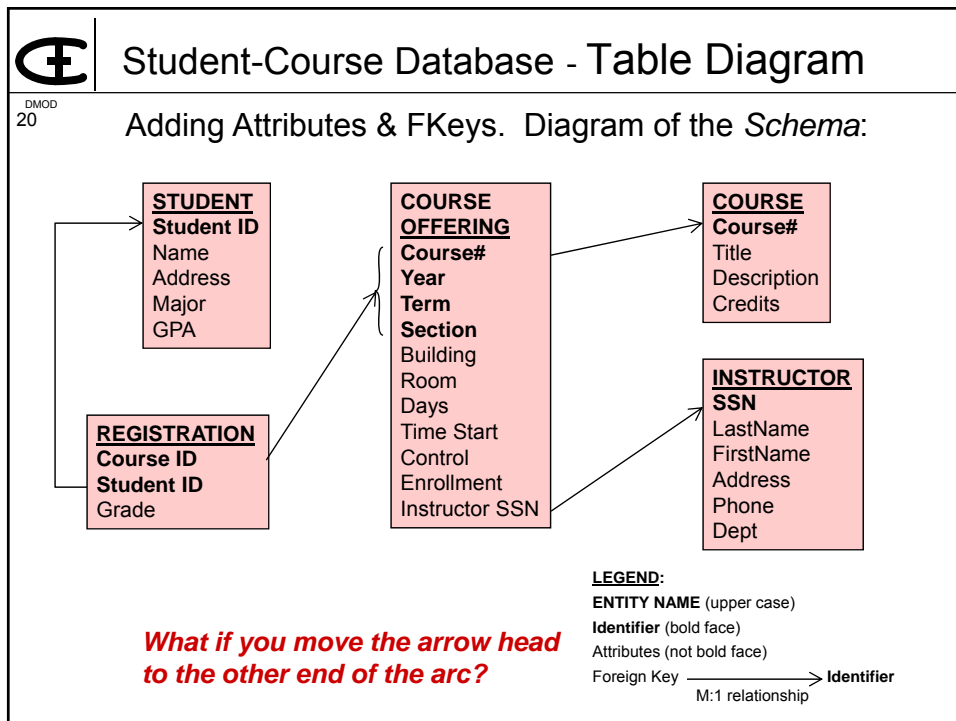 Student-Course Database - Table Diagram
DMOD
20
Adding Attributes & FKeys. Diagram of the Schema:
STUDENT
Student ID
Name
Address
Major
GPA
REGISTRATION
Course ID
Student ID
Grade
COURSE
OFFERING
Course#
Year
Term
Section
Building
Room
Days
Time Start
Control
Enrollment
Instructor SSN
COURSE
Course#
Title
Description
Credits
INSTRUCTOR
SSN
LastName
FirstName
Address
Phone
Dept
What if you move the arrow head
to the other end of the arc?
LEGEND:
ENTITY NAME (upper case)
Identifier (bold face)
Attributes (not bold face)
Foreign Key Identifier
M:1 relationship